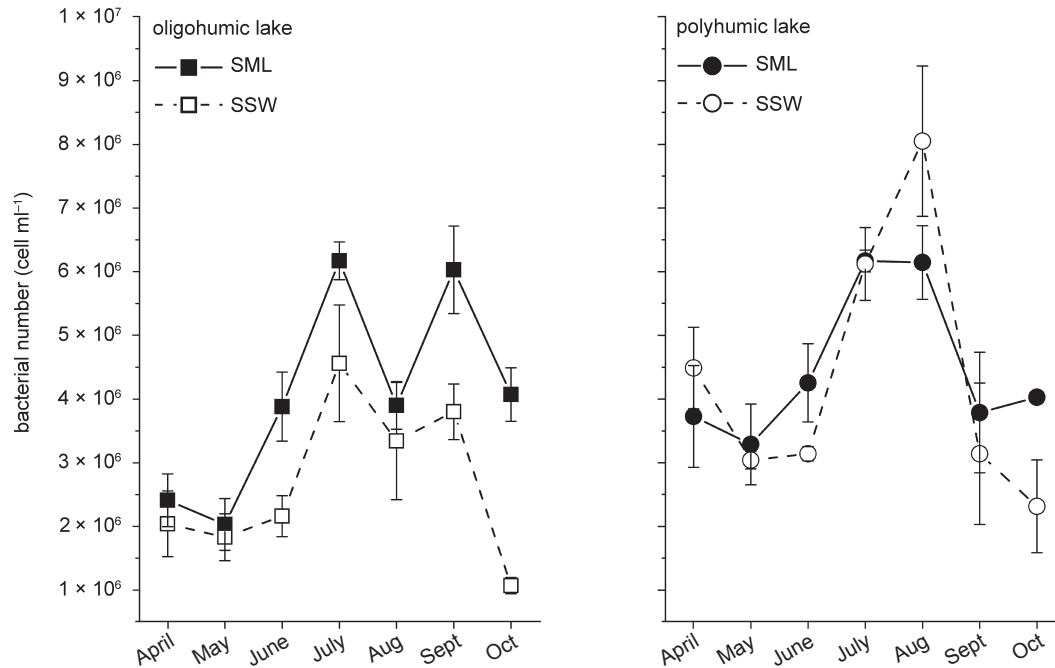 oligohumic lake
SML
SSW
polyhumic lake
SML
SSW
bacterial number (cell ml⁻¹)
1 × 10⁷
9 × 10⁶
8 × 10⁶
7 × 10⁶
6 × 10⁶
5 × 10⁶
4 × 10⁶
3 × 10⁶
2 × 10⁶
1 × 10⁶
April May June July Aug Sept Oct
April May June July Aug Sept Oct